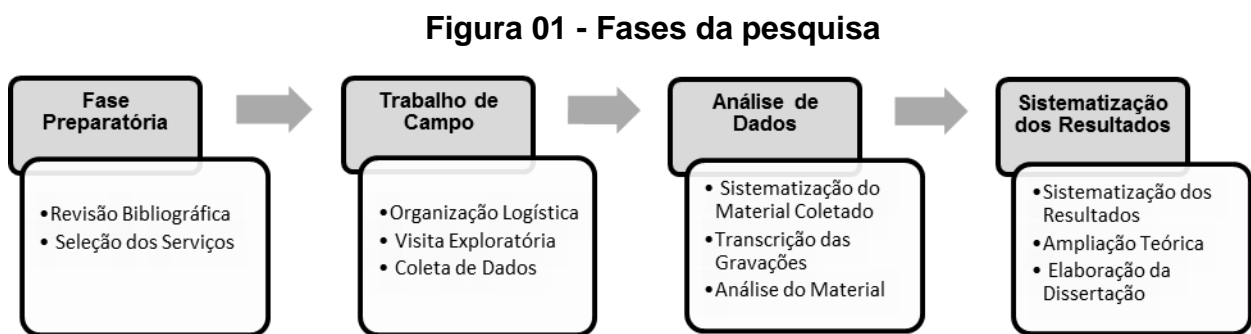 Figura 01 - Fases da pesquisa
Fase
Preparatória
•Revisão Bibliográfica
• Seleção dos Serviços
Trabalho de
Campo
•Organização Logística
• Visita Exploratória
• Coleta de Dados
Análise de
Dados
• Sistematização do
Material Coletado
•Transcrição das
Gravações
•Análise do Material
Sistematização
dos Resultados
•Sistematização dos
Resultados
•Ampliação Teórica
• Elaboração da
Dissertação